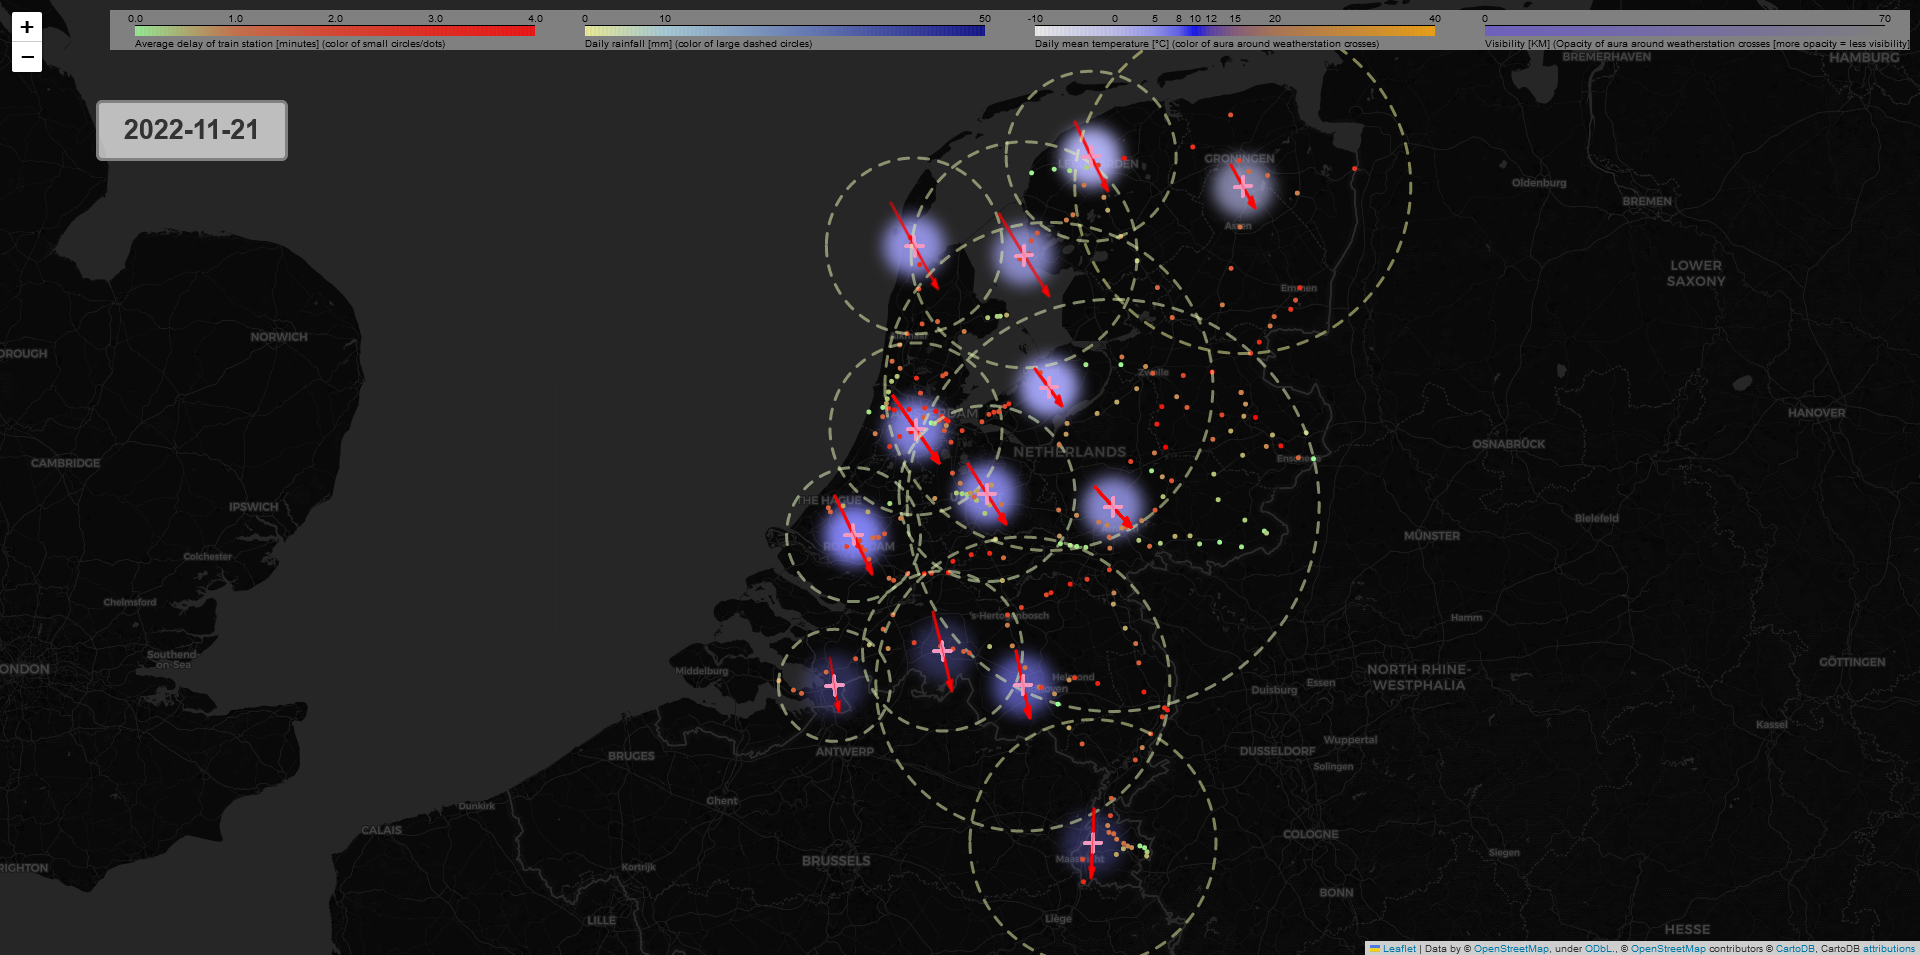 +
−
0.0 1.0 2.0 3.0 4.0
Average delay of train station [minutes] (color of small circles/dots)
0 10 50
Daily rainfall [mm] (color of large dashed circles)
-10 0 5 8 10 12 15 20 40
Daily mean temperature [°C] (color of aura around weatherstation crosses)
0 70
Visibility [KM] (Opacity of aura around weatherstation crosses [more opacity = less visibility]
2022-11-21
BREMERHAVEN
HAMBURG
GRONINGEN
Oldenburg
BREMEN
Assen
LOWER
SAXONY
Emmen
NORWICH
OROUGH
Zwolle
HANOVER
OSNABRÜCK
NETHERLANDS
CAMBRIDGE
THE HAGUE
IPSWICH
Bielefeld
MÜNSTER
Colchester
Chelmsford
's-Hertogenbosch
Hamm
Southend
-on-Sea
ONDON
Middelburg
NORTH RHINE-
WESTPHALIA
GÖTTINGEN
Helmond
Essen
Duisburg
Kassel
ANTWERP
BRUGES
DUSSELDORF
Wuppertal
Solingen
Ghent
Dunkirk
CALAIS
COLOGNE
Siegen
BRUSSELS
Maastricht
Kortrijk
RIGHTON
BONN
LILLE
Liège
HESSE
Leaflet | Data by © OpenStreetMap, under ODbL., © OpenStreetMap contributors © CartoDB, CartoDB attributions